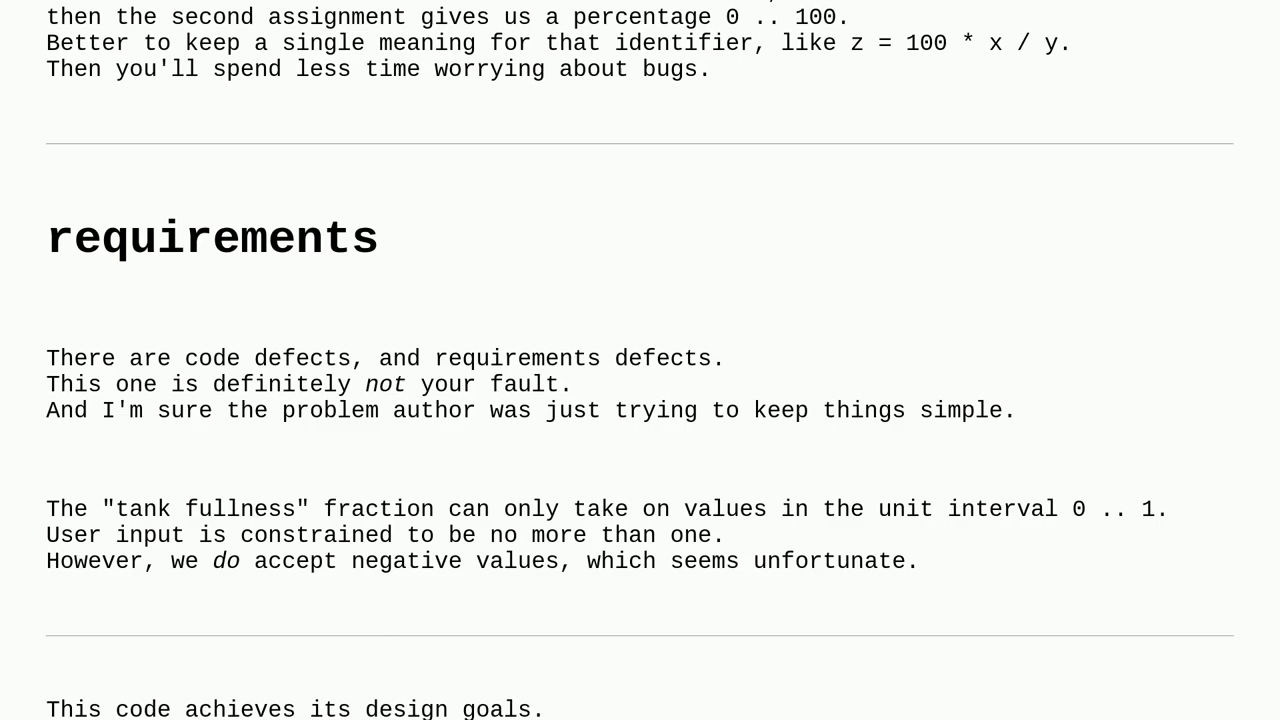 then the second assignment gives us a percentage 0 .. 100.
Better to keep a single meaning for that identifier, like z = 100 * x / y.
Then you'll spend less time worrying about bugs.
requirements
There are code defects, and requirements defects.
This one is definitely not your fault.
And I'm sure the problem author was just trying to keep things simple.
The "tank fullness" fraction can only take on values in the unit interval 0 .. 1.
User input is constrained to be no more than one.
However, we do accept negative values, which seems unfortunate.
This code achieves its design goals.